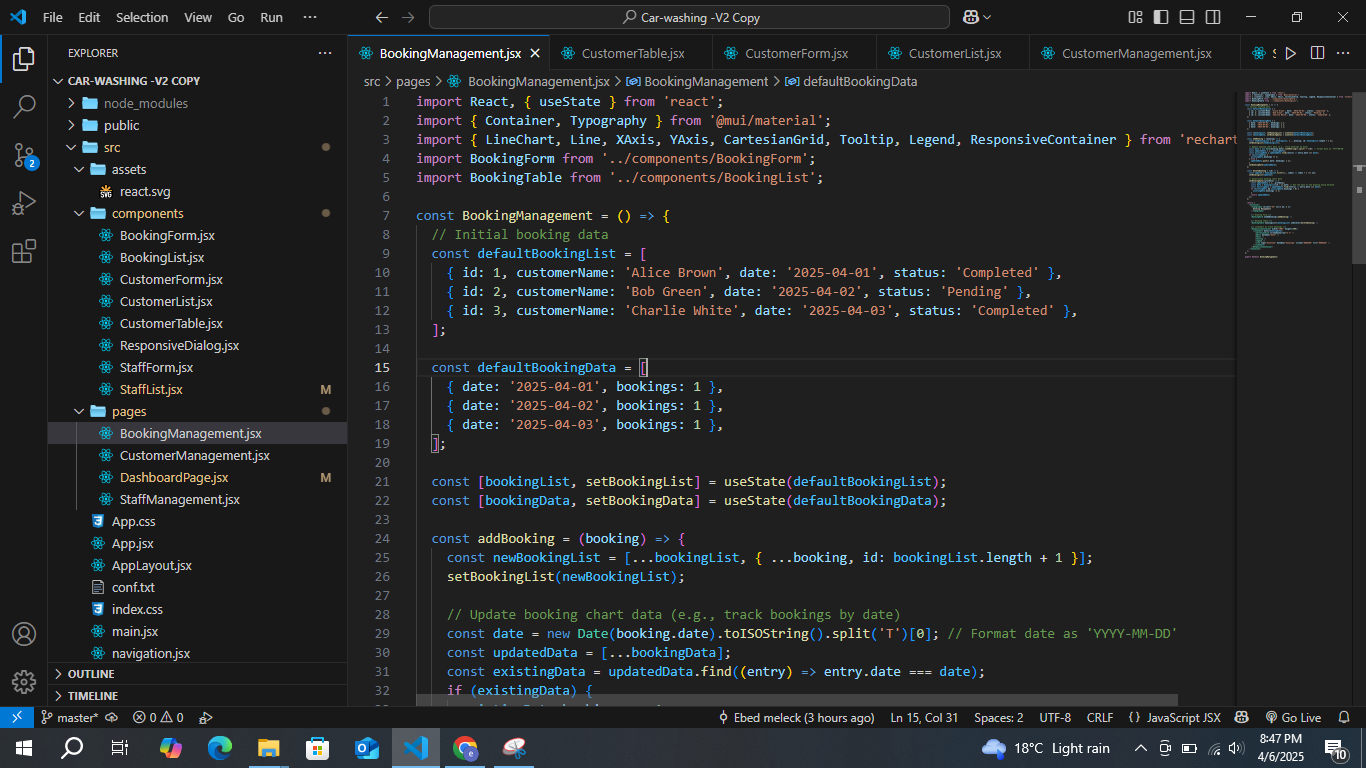 File Edit Selection View Go Run ··· Car-washing -V2 Copy
EXPLORER ···
CAR-WASHING -V2 COPY
node_modules
public
src
assets
react.svg
components
BookingForm.jsx
BookingList.jsx
CustomerForm.jsx
CustomerList.jsx
CustomerTable.jsx
ResponsiveDialog.jsx
StaffForm.jsx
StaffList.jsx M
pages
BookingManagement.jsx
CustomerManagement.jsx
DashboardPage.jsx M
StaffManagement.jsx
App.css
App.jsx
AppLayout.jsx
conf.txt
index.css
main.jsx
navigation.jsx
OUTLINE
TIMELINE
2
BookingManagement.jsx CustomerTable.jsx CustomerForm.jsx CustomerList.jsx CustomerManagement.jsx
src > pages > BookingManagement.jsx > BookingManagement > defaultBookingData
1 import React, { useState } from 'react';
2 import { Container, Typography } from '@mui/material';
3 import { LineChart, Line, XAxis, YAxis, CartesianGrid, Tooltip, Legend, ResponsiveContainer } from 'rechart
4 import BookingForm from '../components/BookingForm';
5 import BookingTable from '../components/BookingList';
6
7 const BookingManagement = () => {
8 // Initial booking data
9 const defaultBookingList = [
10 { id: 1, customerName: 'Alice Brown', date: '2025-04-01', status: 'Completed' },
11 { id: 2, customerName: 'Bob Green', date: '2025-04-02', status: 'Pending' },
12 { id: 3, customerName: 'Charlie White', date: '2025-04-03', status: 'Completed' },
13 ];
14
15 const defaultBookingData = [
16 { date: '2025-04-01', bookings: 1 },
17 { date: '2025-04-02', bookings: 1 },
18 { date: '2025-04-03', bookings: 1 },
19 ];
20
21 const [bookingList, setBookingList] = useState(defaultBookingList);
22 const [bookingData, setBookingData] = useState(defaultBookingData);
23
24 const addBooking = (booking) => {
25 const newBookingList = [...bookingList, { ...booking, id: bookingList.length + 1 }];
26 setBookingList(newBookingList);
27
28 // Update booking chart data (e.g., track bookings by date)
29 const date = new Date(booking.date).toISOString().split('T')[0]; // Format date as 'YYYY-MM-DD'
30 const updatedData = [...bookingData];
31 const existingData = updatedData.find((entry) => entry.date === date);
32 if (existingData) {
master* 0 0 Ebed meleck (3 hours ago) Ln 15, Col 31 Spaces: 2 UTF-8 CRLF {} JavaScript JSX Go Live
18°C Light rain 8:47 PM
4/6/2025
10